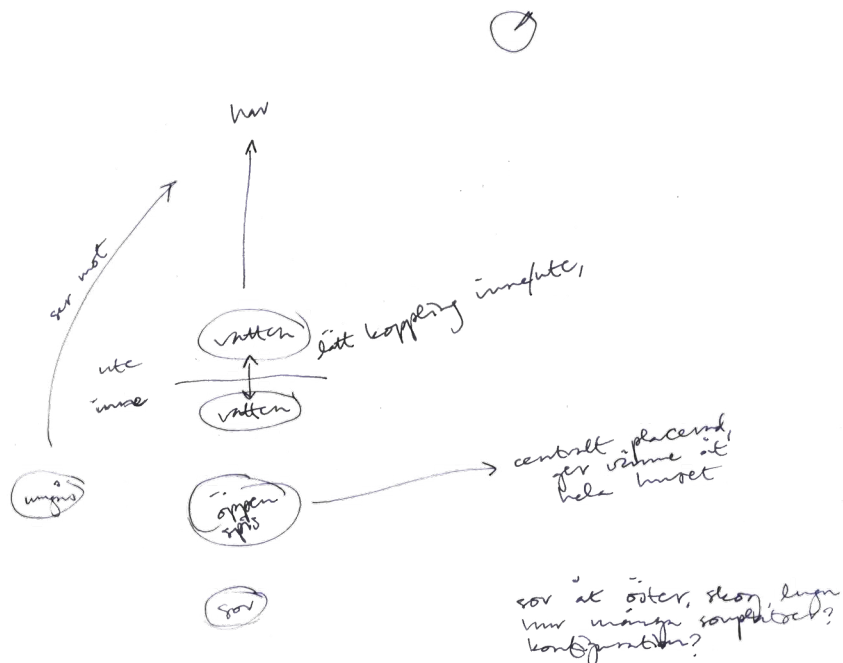 hav
ser mot
vatten
lätt koppling inne/ute,
ute
inne
vatten
centralt placerad,
ger värme åt
hela huset
umgås
öppen
spis
sov
sov åt öster, skog, lugn
hur många sovplatser?
konfiguration?